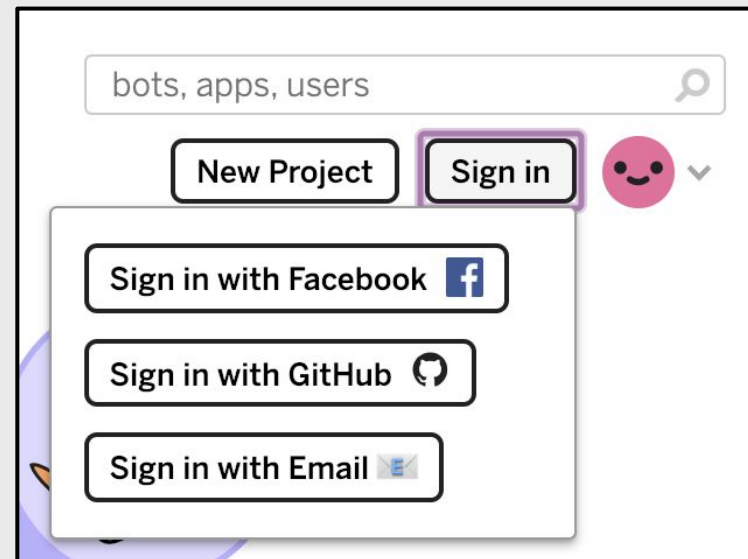 bots, apps, users
New Project Sign in
Sign in with Facebook
Sign in with GitHub
Sign in with Email